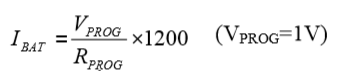 I_BAT = V_PROG / R_PROG ×1200 (V_PROG=1V)